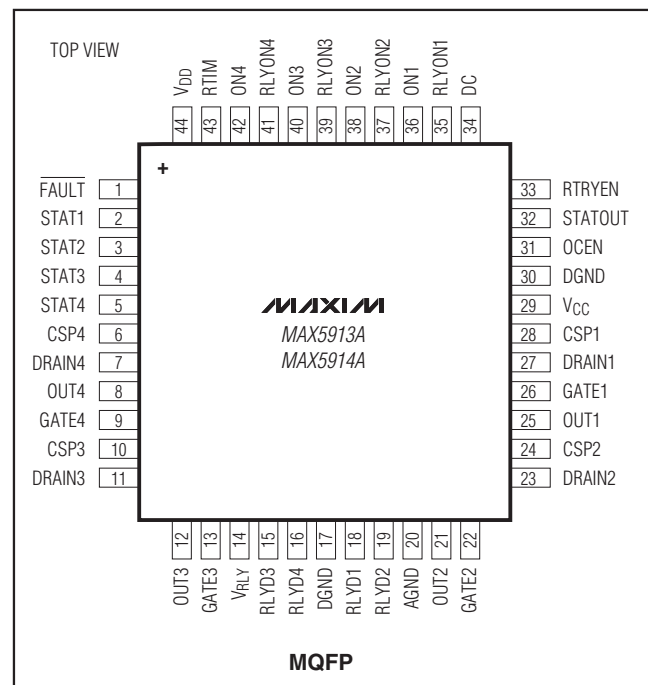 TOP VIEW
VDD
RTIM
ON4
RLYON4
ON3
RLYON3
ON2
RLYON2
ON1
RLYON1
DC
44
43
42
41
40
39
38
37
36
35
34
+
FAULT 1
STAT1 2
STAT2 3
STAT3 4
STAT4 5
CSP4 6
DRAIN4 7
OUT4 8
GATE4 9
CSP3 10
DRAIN3 11
MAXIM
MAX5913A
MAX5914A
33 RTRYEN
32 STATOUT
31 OCEN
30 DGND
29 VCC
28 CSP1
27 DRAIN1
26 GATE1
25 OUT1
24 CSP2
23 DRAIN2
12
13
14
15
16
17
18
19
20
21
22
OUT3
GATE3
VRLY
RLYD3
RLYD4
DGND
RLYD1
RLYD2
AGND
OUT2
GATE2
MQFP